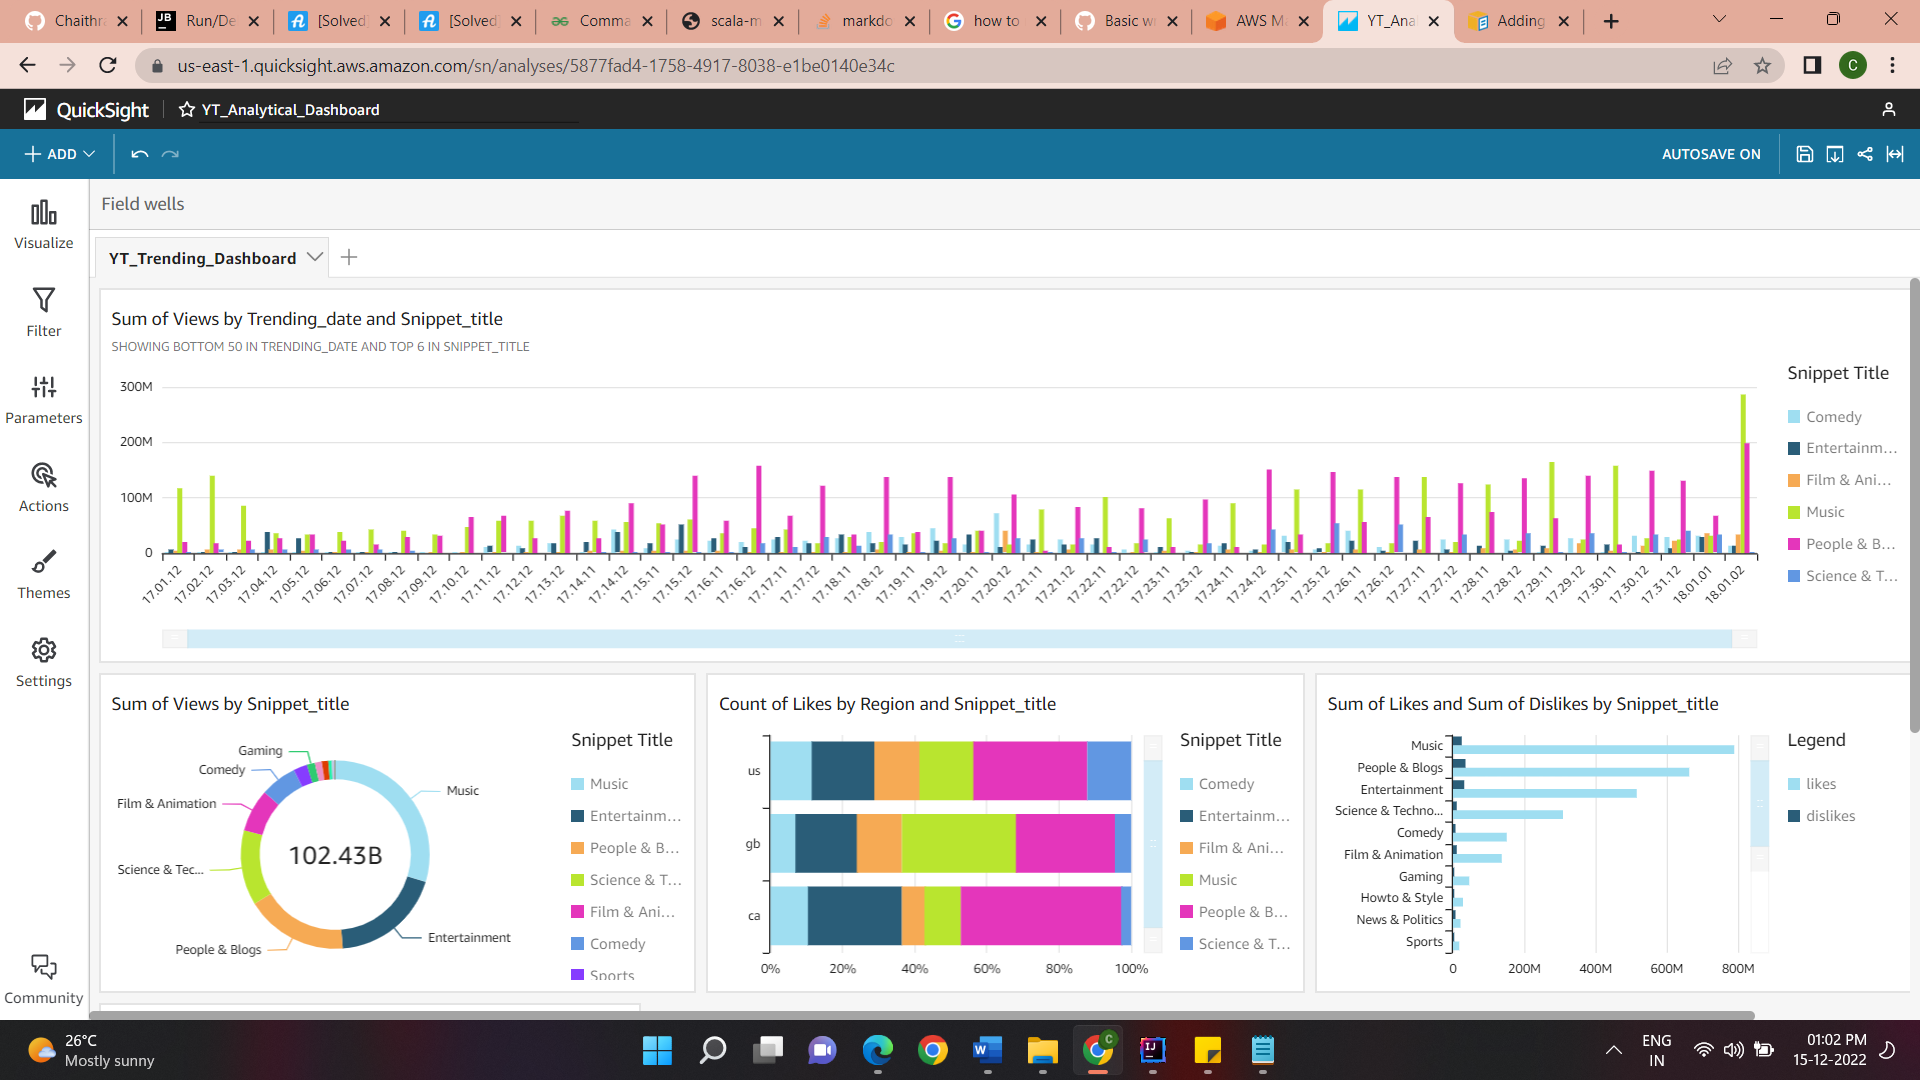 Chaithra
Run/De
[Solved]
[Solved]
Comma
scala-m
markdo
how to
Basic w
AWS M
YT_Ana
Adding
us-east-1.quicksight.aws.amazon.com/sn/analyses/5877fad4-1758-4917-8038-e1be0140e34c
C
QuickSight
YT_Analytical_Dashboard
ADD
AUTOSAVE ON
Visualize
Filter
Parameters
Actions
Themes
Settings
Community
Field wells
YT_Trending_Dashboard
Sum of Views by Trending_date and Snippet_title
SHOWING BOTTOM 50 IN TRENDING_DATE AND TOP 6 IN SNIPPET_TITLE
300M
200M
100M
0
17.01.12 17.02.12 17.03.12 17.04.12 17.05.12 17.06.12 17.07.12 17.08.12 17.09.12 17.10.12 17.11.12 17.12.12 17.13.12 17.14.11 17.14.12 17.15.11 17.15.12 17.16.11 17.16.12 17.17.11 17.17.12 17.18.11 17.18.12 17.19.11 17.19.12 17.20.11 17.20.12 17.21.11 17.21.12 17.22.11 17.22.12 17.23.11 17.23.12 17.24.11 17.24.12 17.25.11 17.25.12 17.26.11 17.26.12 17.27.11 17.27.12 17.28.11 17.28.12 17.29.11 17.29.12 17.30.11 17.30.12 17.31.12 18.01.01 18.01.02
Snippet Title
Comedy
Entertainm...
Film & Ani...
Music
People & B...
Science & T...
Sum of Views by Snippet_title
Gaming
Comedy
Film & Animation
Science & Tec...
People & Blogs
Music
Entertainment
102.43B
Snippet Title
Music
Entertainm...
People & B...
Science & T...
Film & Ani...
Comedy
Sports
Count of Likes by Region and Snippet_title
us
gb
ca
0% 20% 40% 60% 80% 100%
Snippet Title
Comedy
Entertainm...
Film & Ani...
Music
People & B...
Science & T...
Sum of Likes and Sum of Dislikes by Snippet_title
Music
People & Blogs
Entertainment
Science & Techno...
Comedy
Film & Animation
Gaming
Howto & Style
News & Politics
Sports
0 200M 400M 600M 800M
Legend
likes
dislikes
26°C
Mostly sunny
ENG
IN
01:02 PM
15-12-2022